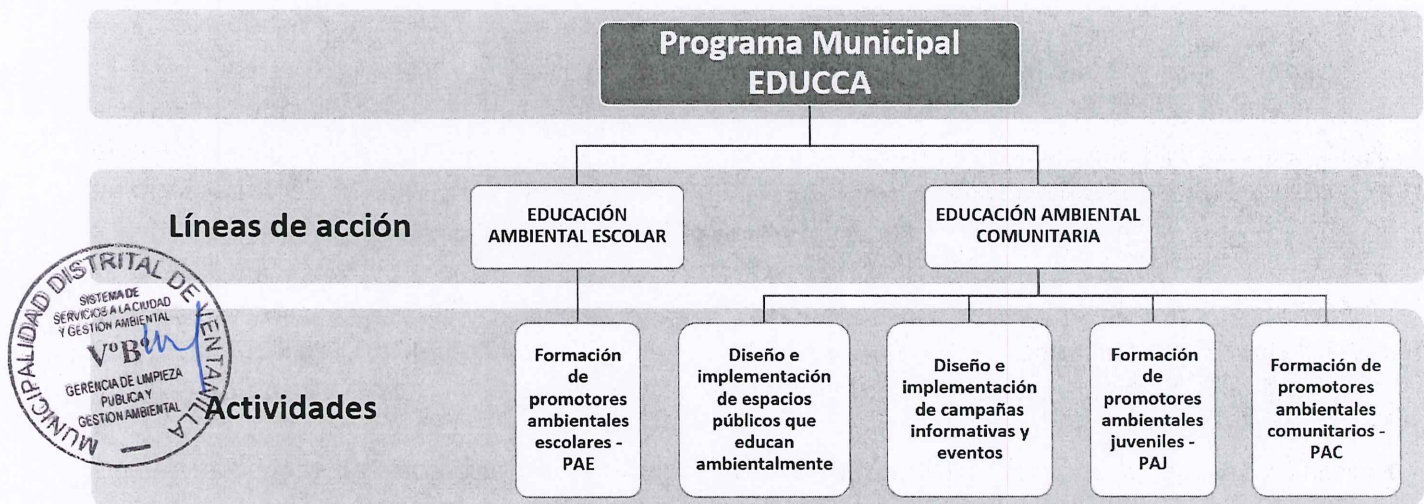 Programa Municipal
EDUCCA
Líneas de acción
EDUCACIÓN
AMBIENTAL ESCOLAR
EDUCACIÓN AMBIENTAL
COMUNITARIA
MUNICIPALIDAD DISTRITAL DE VENTANILLA
SISTEMA DE
SERVICIOS A LA CIUDAD
Y GESTIÓN AMBIENTAL
VºBº
GERENCIA DE LIMPIEZA
PUBLICA Y
GESTION AMBIENTAL
Actividades
Formación
de
promotores
ambientales
escolares -
PAE
Diseño e
implementación
de espacios
públicos que
educan
ambientalmente
Diseño e
implementación
de campañas
informativas y
eventos
Formación
de
promotores
ambientales
juveniles -
PAJ
Formación de
promotores
ambientales
comunitarios -
PAC